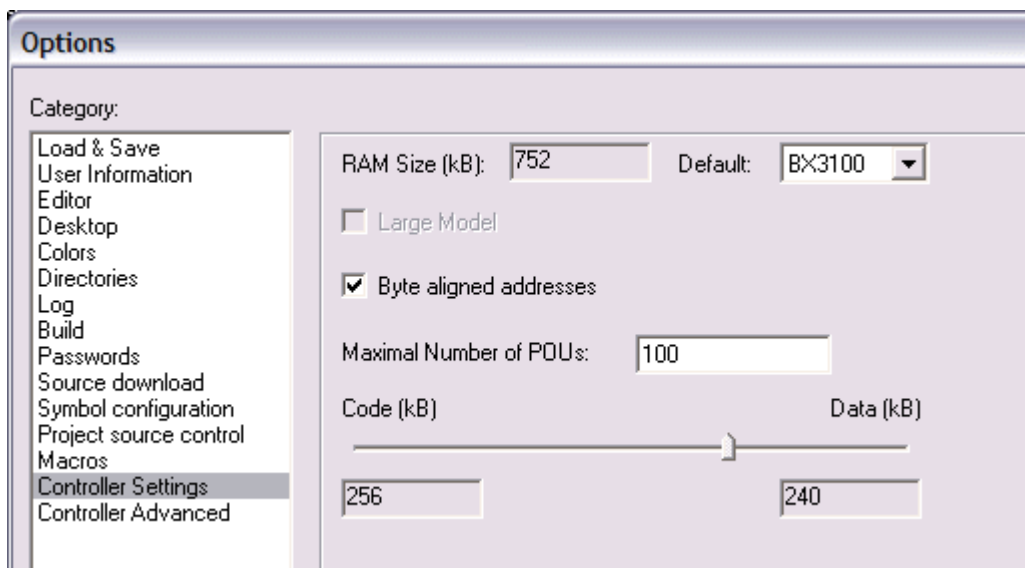 Options
Category:
Load & Save
User Information
Editor
Desktop
Colors
Directories
Log
Build
Passwords
Source download
Symbol configuration
Project source control
Macros
Controller Settings
Controller Advanced
RAM Size (kB): 752 Default: BX3100
Large Model
Byte aligned addresses
Maximal Number of POUs: 100
Code (kB) Data (kB)
256 240